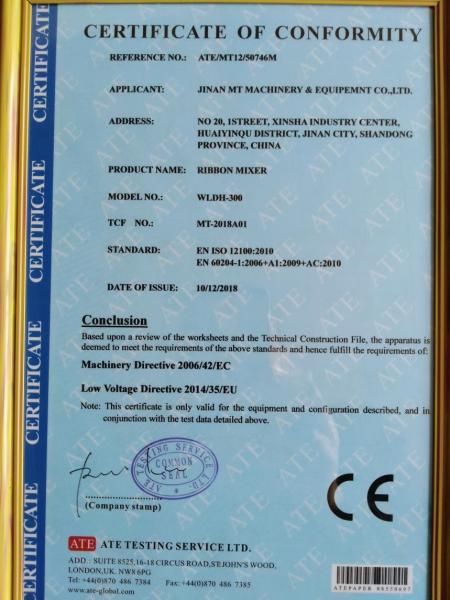 CERTIFICATE OF CONFORMITY
REFERENCE NO.: ATE/MT12/50746M
APPLICANT: JINAN MT MACHINERY & EQUIPEMNT CO.,LTD.
ADDRESS: NO 20, 1STREET, XINSHA INDUSTRY CENTER,
HUAIYINQU DISTRICT, JINAN CITY, SHANDONG
PROVINCE, CHINA
PRODUCT NAME: RIBBON MIXER
MODEL NO.: WLDH-300
TCF NO.: MT-2018A01
STANDARD: EN ISO 12100:2010
EN 60204-1:2006+A1:2009+AC:2010
DATE OF ISSUE: 10/12/2018
Conclusion
Based upon a review of the worksheets and the Technical Construction File, the apparatus is
deemed to meet the requirements of the above standards and hence fulfill the requirements of:
Machinery Directive 2006/42/EC
Low Voltage Directive 2014/35/EU
Note: This certificate is only valid for the equipment and configuration described, and in
conjunction with the test data detailed above.
ATE TESTING SERVICE LTD.
COMMON
SEAL
(Company stamp)
CE
ATE ATE TESTING SERVICE LTD.
ADD.: SUITE 8525,16-18 CIRCUS ROAD,ST.JOHN'S WOOD,
LONDON,UK. NW8 6PG
Tel: +44(0)870 486 7384 Fax: +44(0)870 486 7385
www.ate-global.com
CERTIFICATE CERTIFICATE CERTIFICATE CERTIFICATE